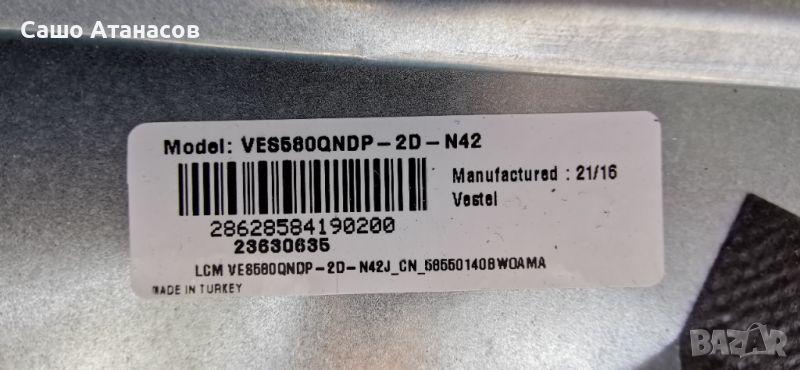 Сашо Атанасов
Model: VES580QNDP-2D-N42
Manufactured : 21/16
Vestel
28628584190200
23630635
LCM VES580QNDP-2D-N42J_CN_58550140BWOAMA
MADE IN TURKEY
BAZAR